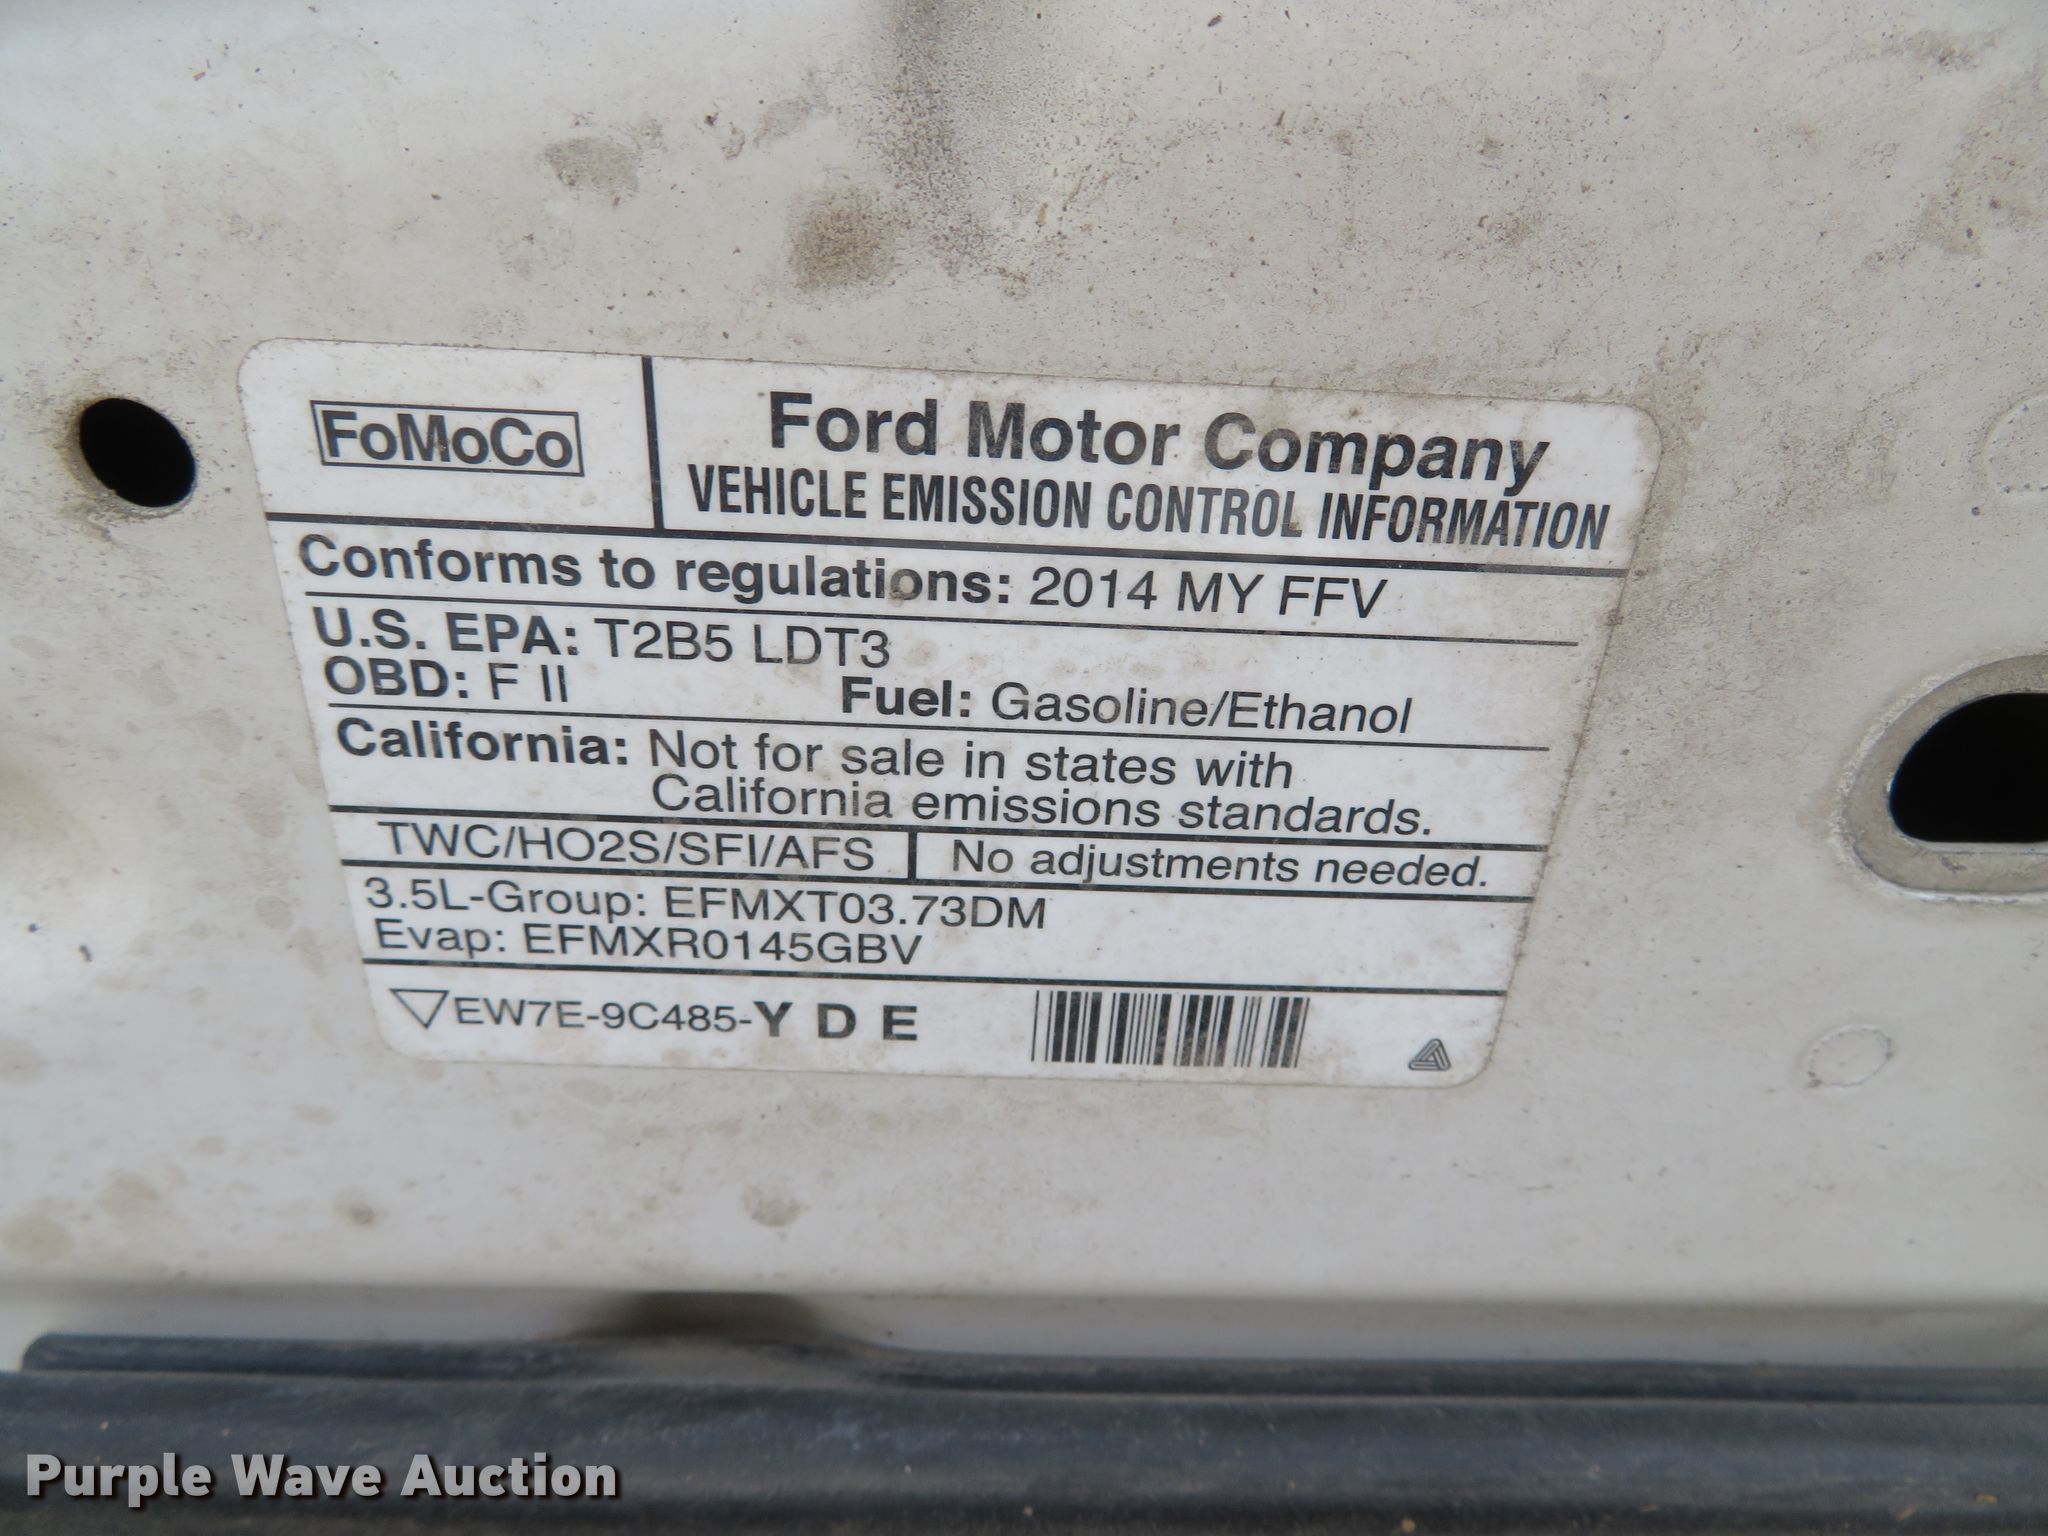 FoMoCo
Ford Motor Company
VEHICLE EMISSION CONTROL INFORMATION
Conforms to regulations: 2014 MY FFV
U.S. EPA: T2B5 LDT3
OBD: F II Fuel: Gasoline/Ethanol
California: Not for sale in states with
California emissions standards.
TWC/HO2S/SFI/AFS No adjustments needed.
3.5L-Group: EFMXT03.73DM
Evap: EFMXR0145GBV
EW7E-9C485-Y D E
Purple Wave Auction